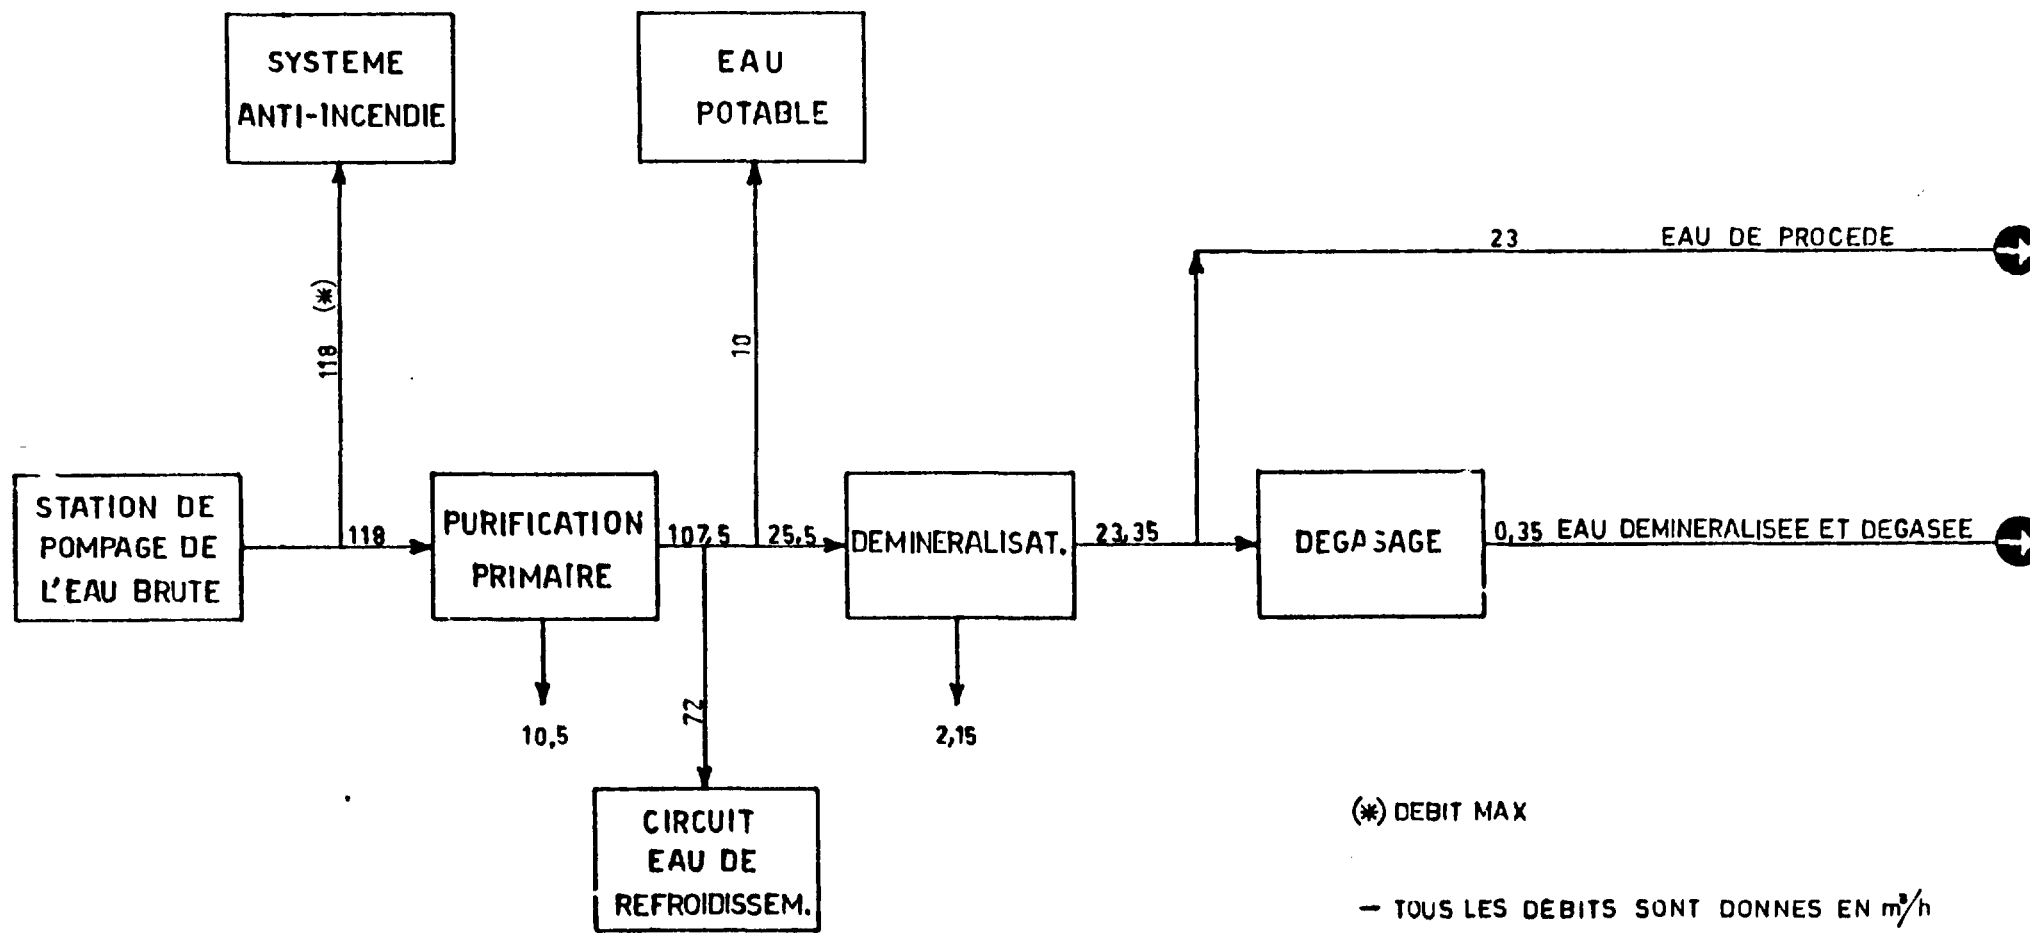 SYSTEME
ANTI-INCENDIE
EAU
POTABLE
118 (*)
10
23 EAU DE PROCEDE
STATION DE
POMPAGE DE
L'EAU BRUTE
118
PURIFICATION
PRIMAIRE
107,5
25,5
DEMINERALISAT.
23,35
DEGASAGE
0,35 EAU DEMINERALISEE ET DEGASEE
10,5
72
2,15
CIRCUIT
EAU DE
REFROIDISSEM.
(*) DEBIT MAX
— TOUS LES DEBITS SONT DONNES EN m³/h